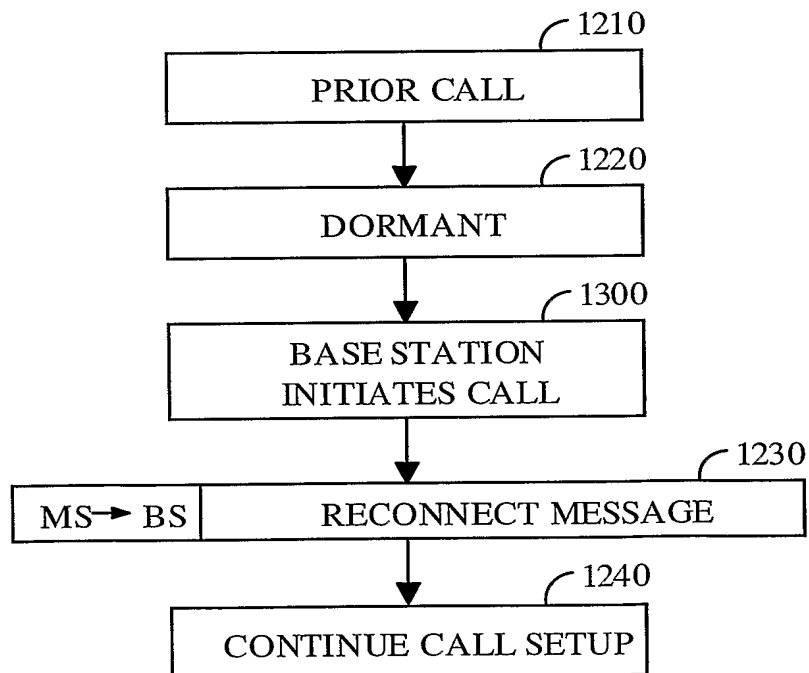 1210
PRIOR CALL
1220
DORMANT
1300
BASE STATION
INITIATES CALL
1230
MS→ BS RECONNECT MESSAGE
1240
CONTINUE CALL SETUP